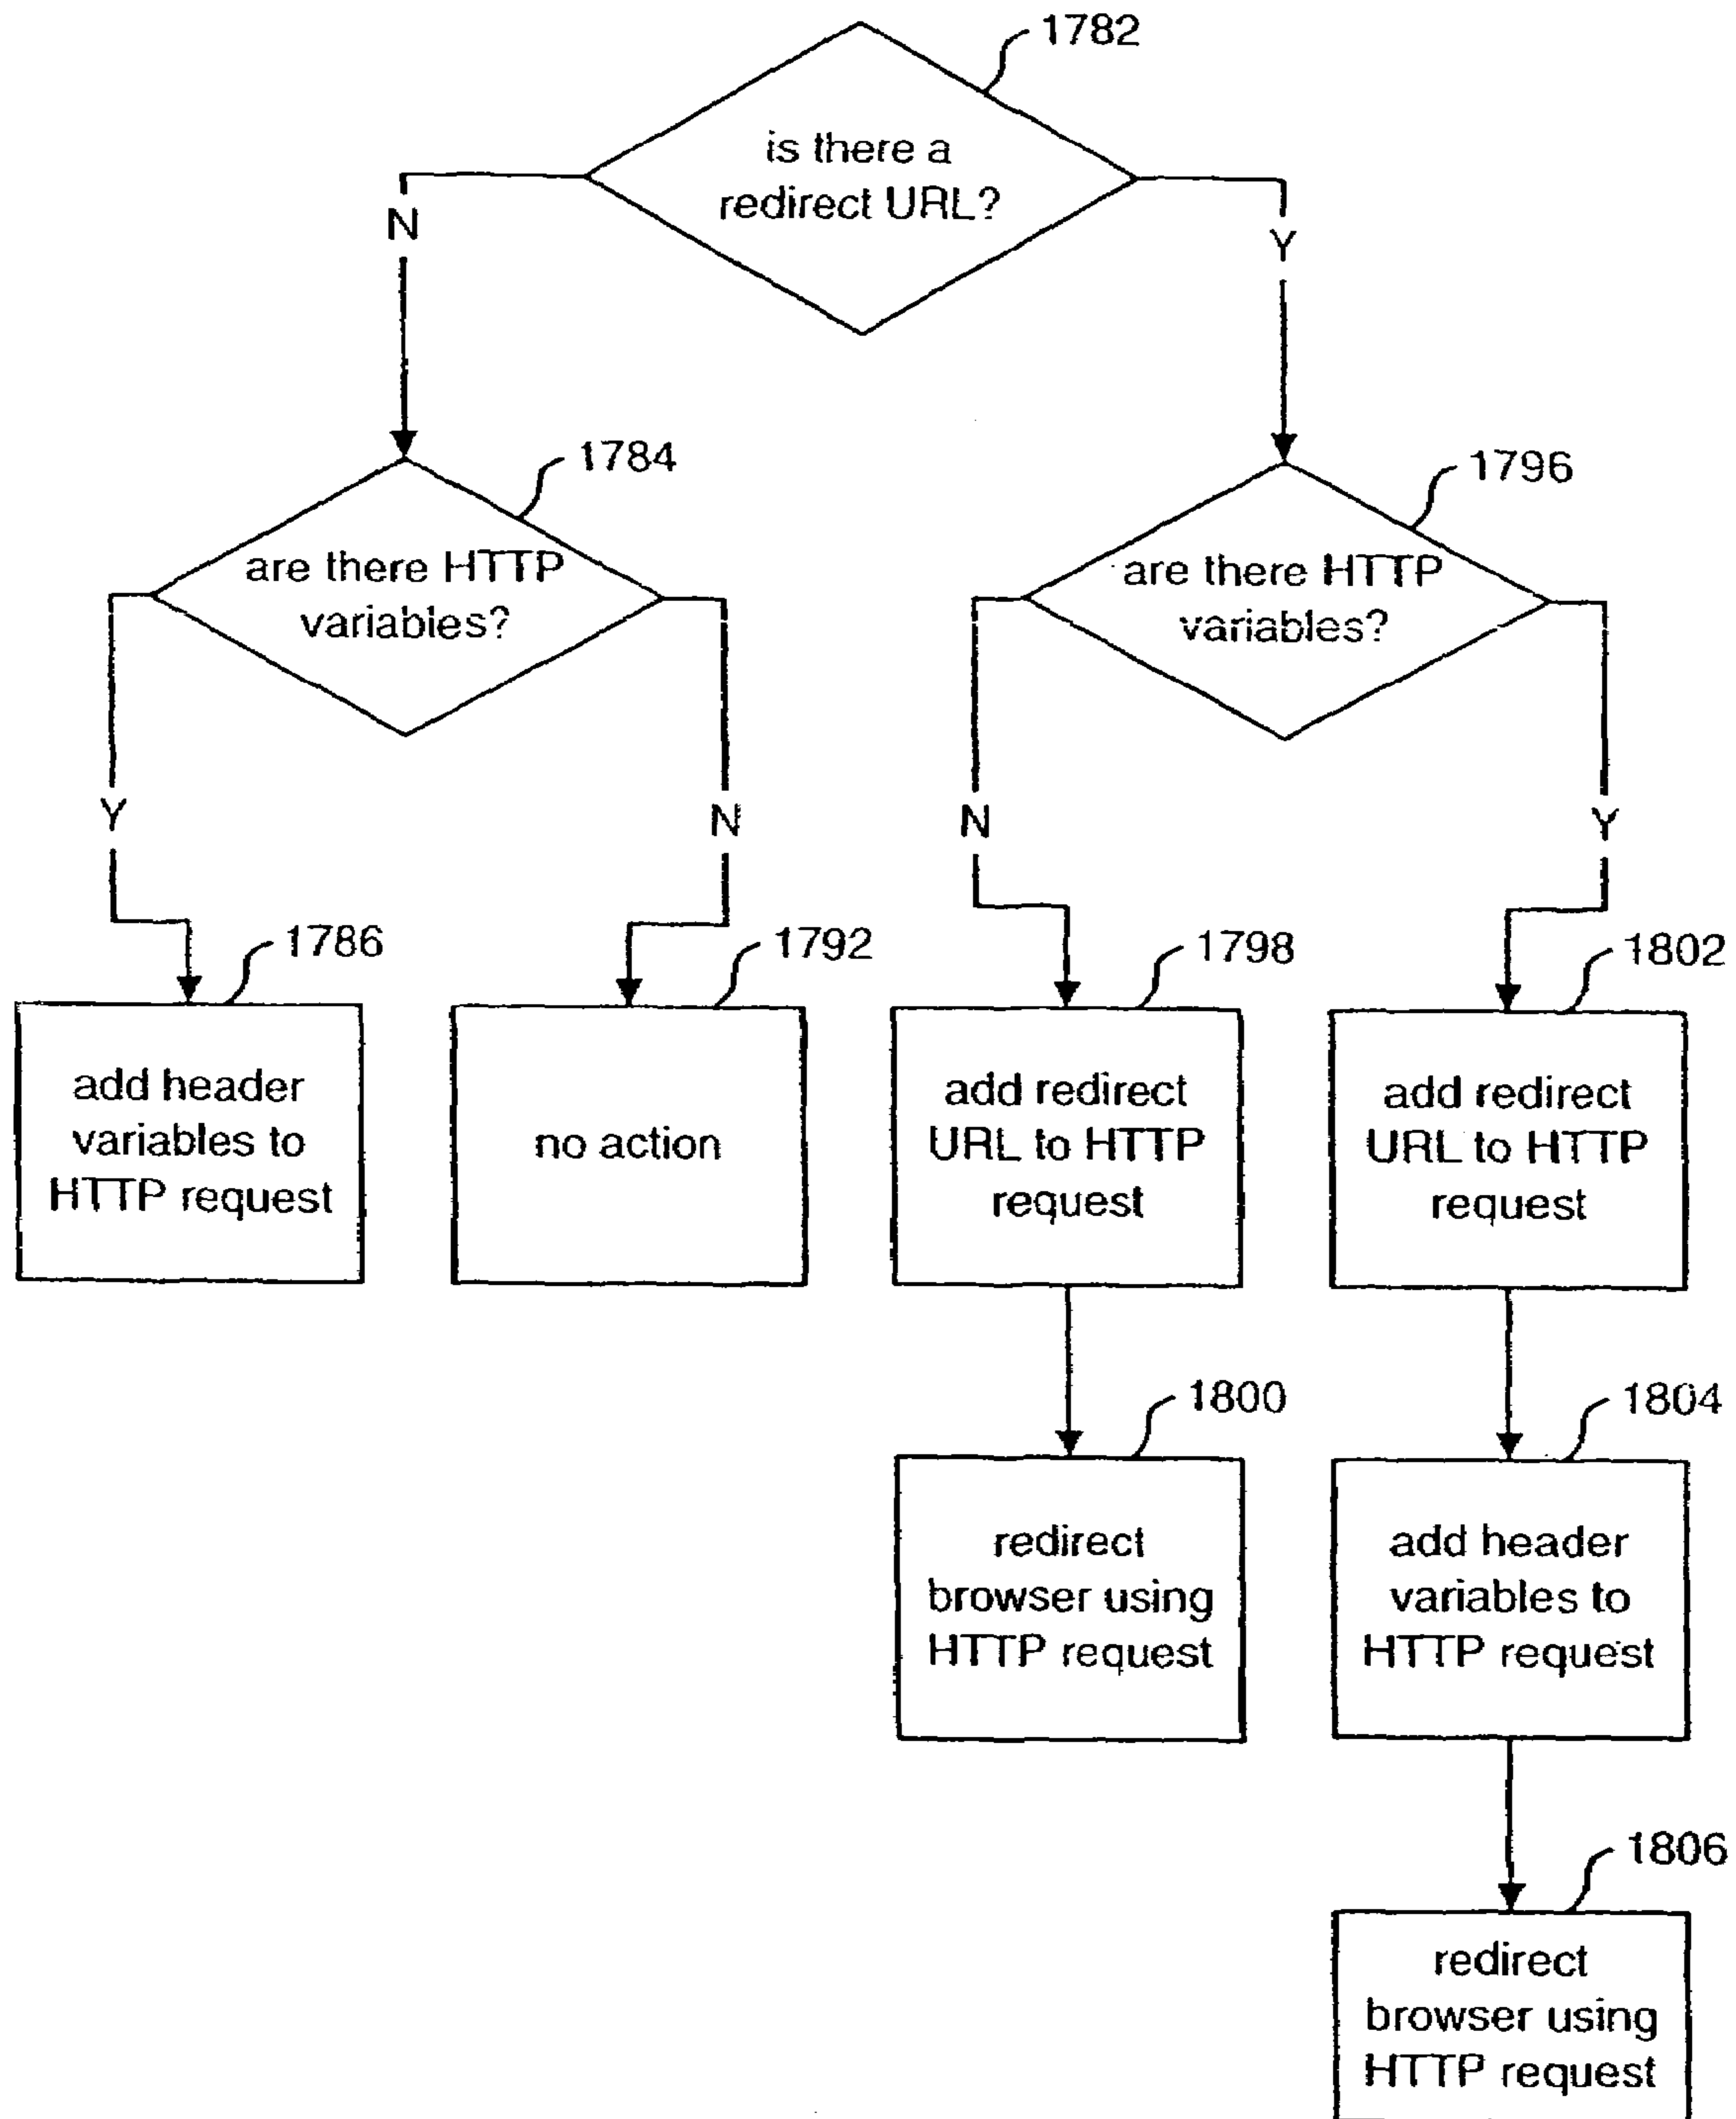 1782
is there a
redirect URL?
N
Y
1784
1796
are there HTTP
variables?
are there HTTP
variables?
Y
N
N
Y
1786
1792
1798
1802
add header
variables to
HTTP request
no action
add redirect
URL to HTTP
request
add redirect
URL to HTTP
request
1800
1804
redirect
browser using
HTTP request
add header
variables to
HTTP request
1806
redirect
browser using
HTTP request